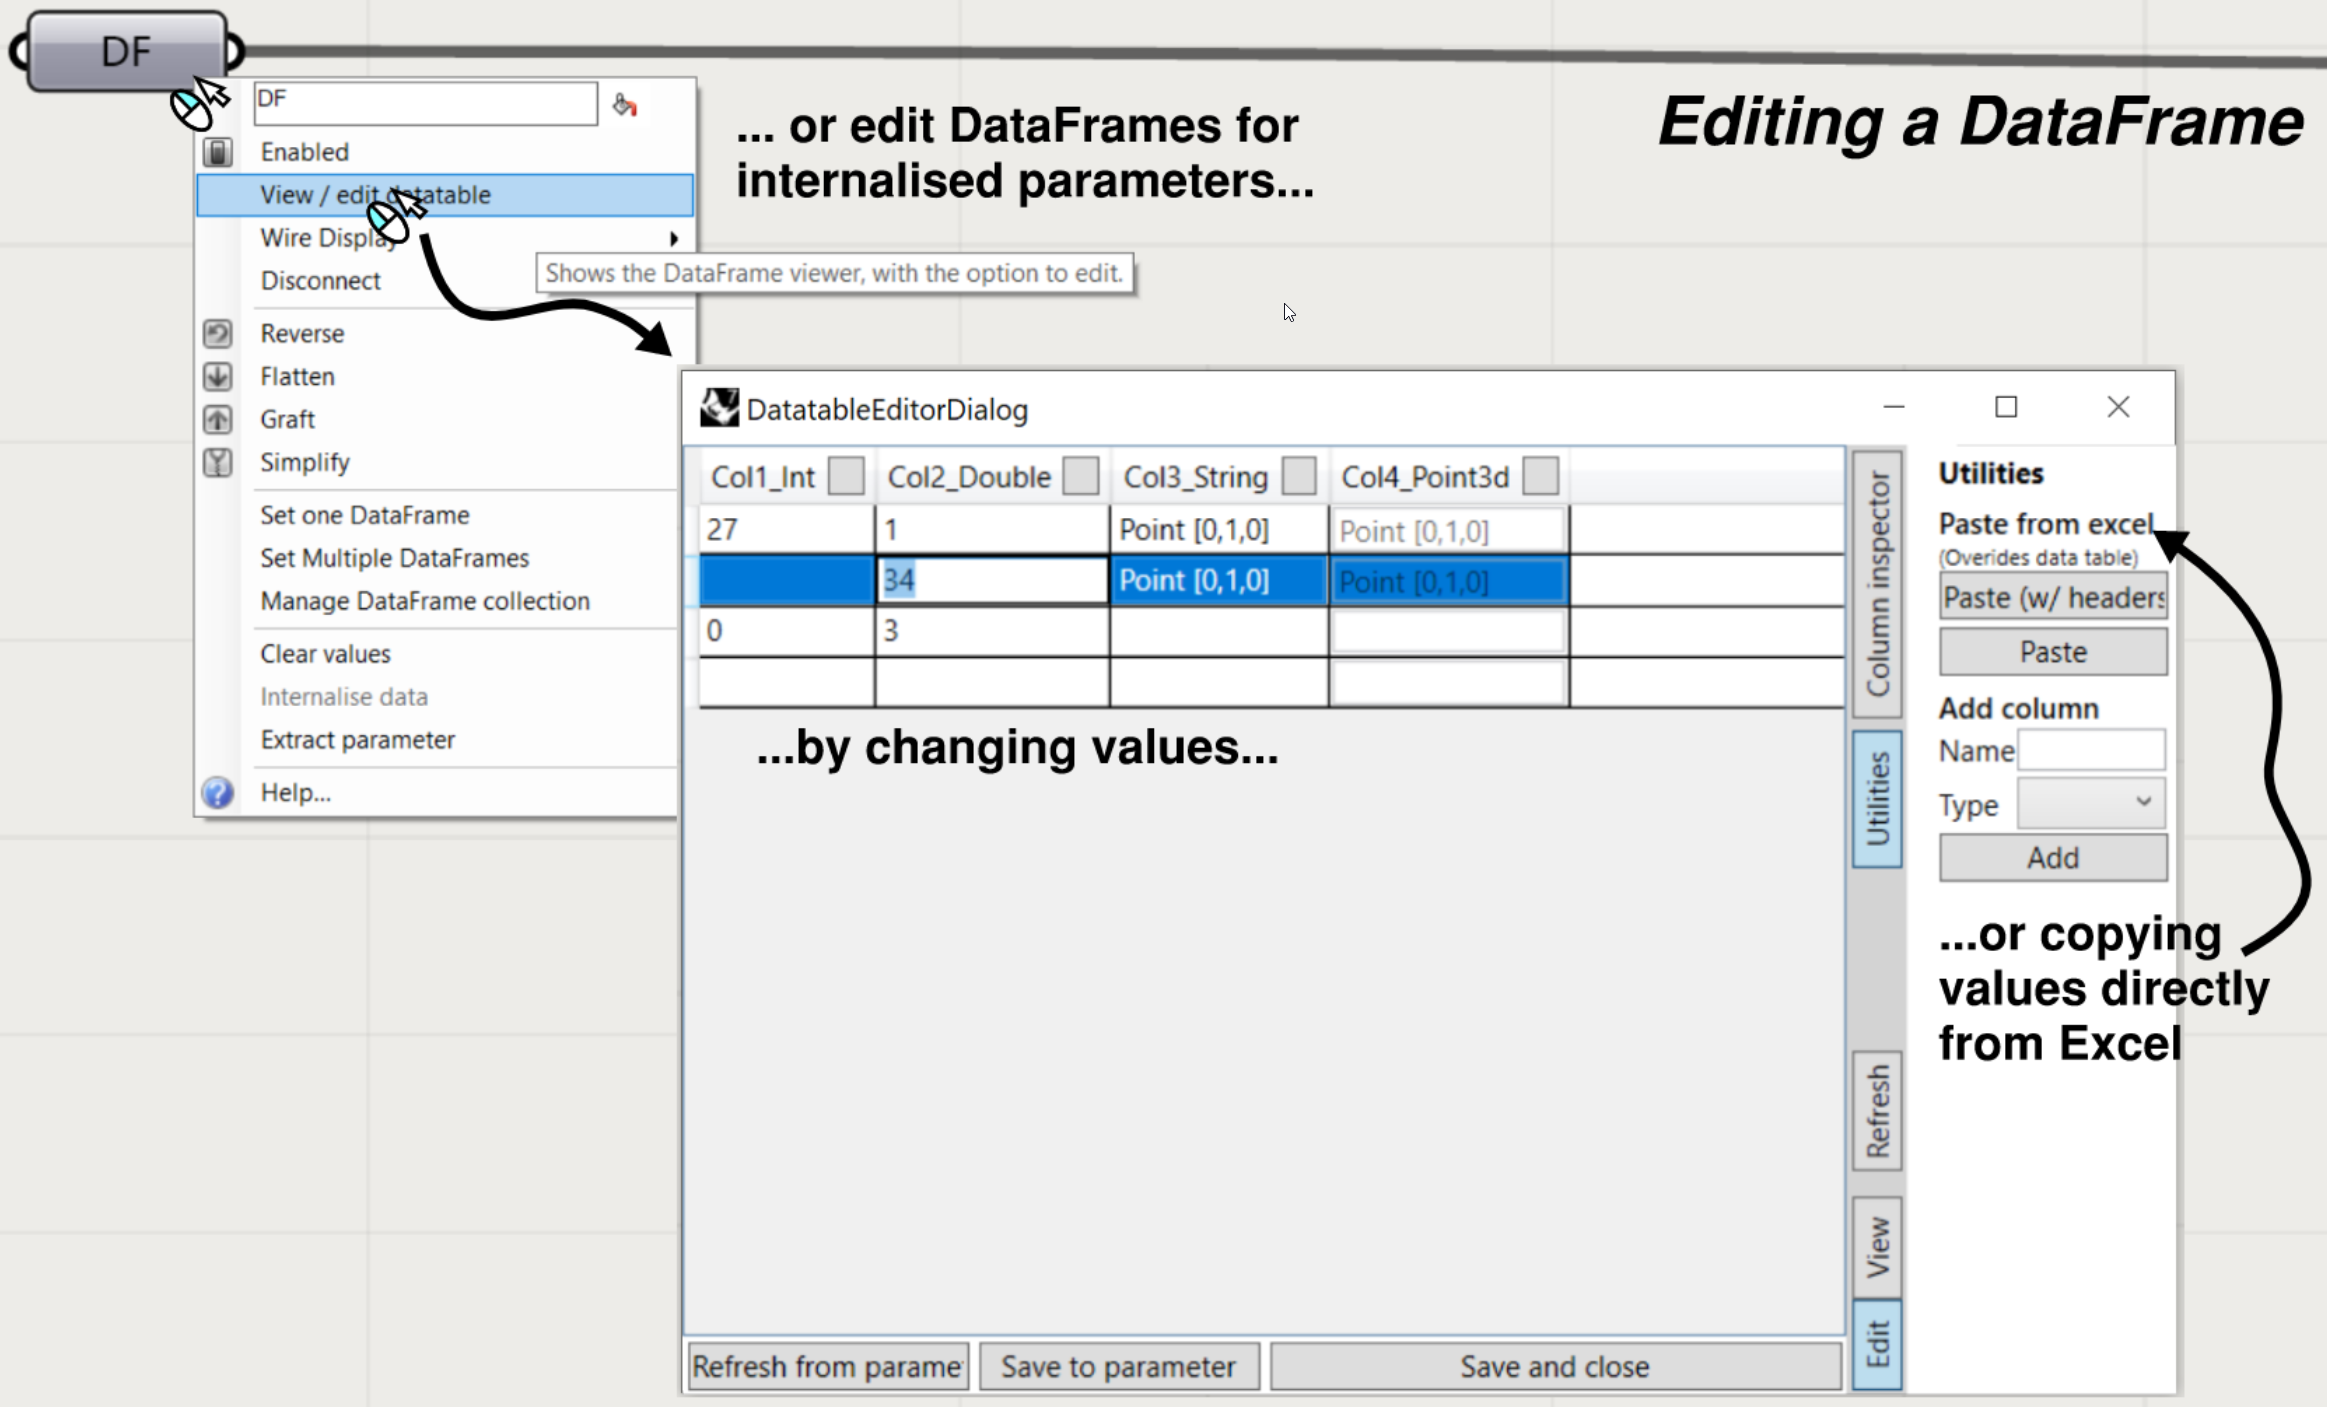 DF
Editing a DataFrame
... or edit DataFrames for
internalised parameters...
DF
Enabled
View / edit datatable
Wire Display
Disconnect
Shows the DataFrame viewer, with the option to edit.
Reverse
Flatten
Graft
Simplify
Set one DataFrame
Set Multiple DataFrames
Manage DataFrame collection
Clear values
Internalise data
Extract parameter
Help...
DatatableEditorDialog
Col1_Int Col2_Double Col3_String Col4_Point3d
27 1 Point [0,1,0] Point [0,1,0]
34 Point [0,1,0] Point [0,1,0]
0 3
...by changing values...
Column inspector
Utilities
Refresh
View
Edit
Utilities
Paste from excel
(Overides data table)
Paste (w/ headers
Paste
Add column
Name
Type
Add
...or copying
values directly
from Excel
Refresh from parame
Save to parameter
Save and close